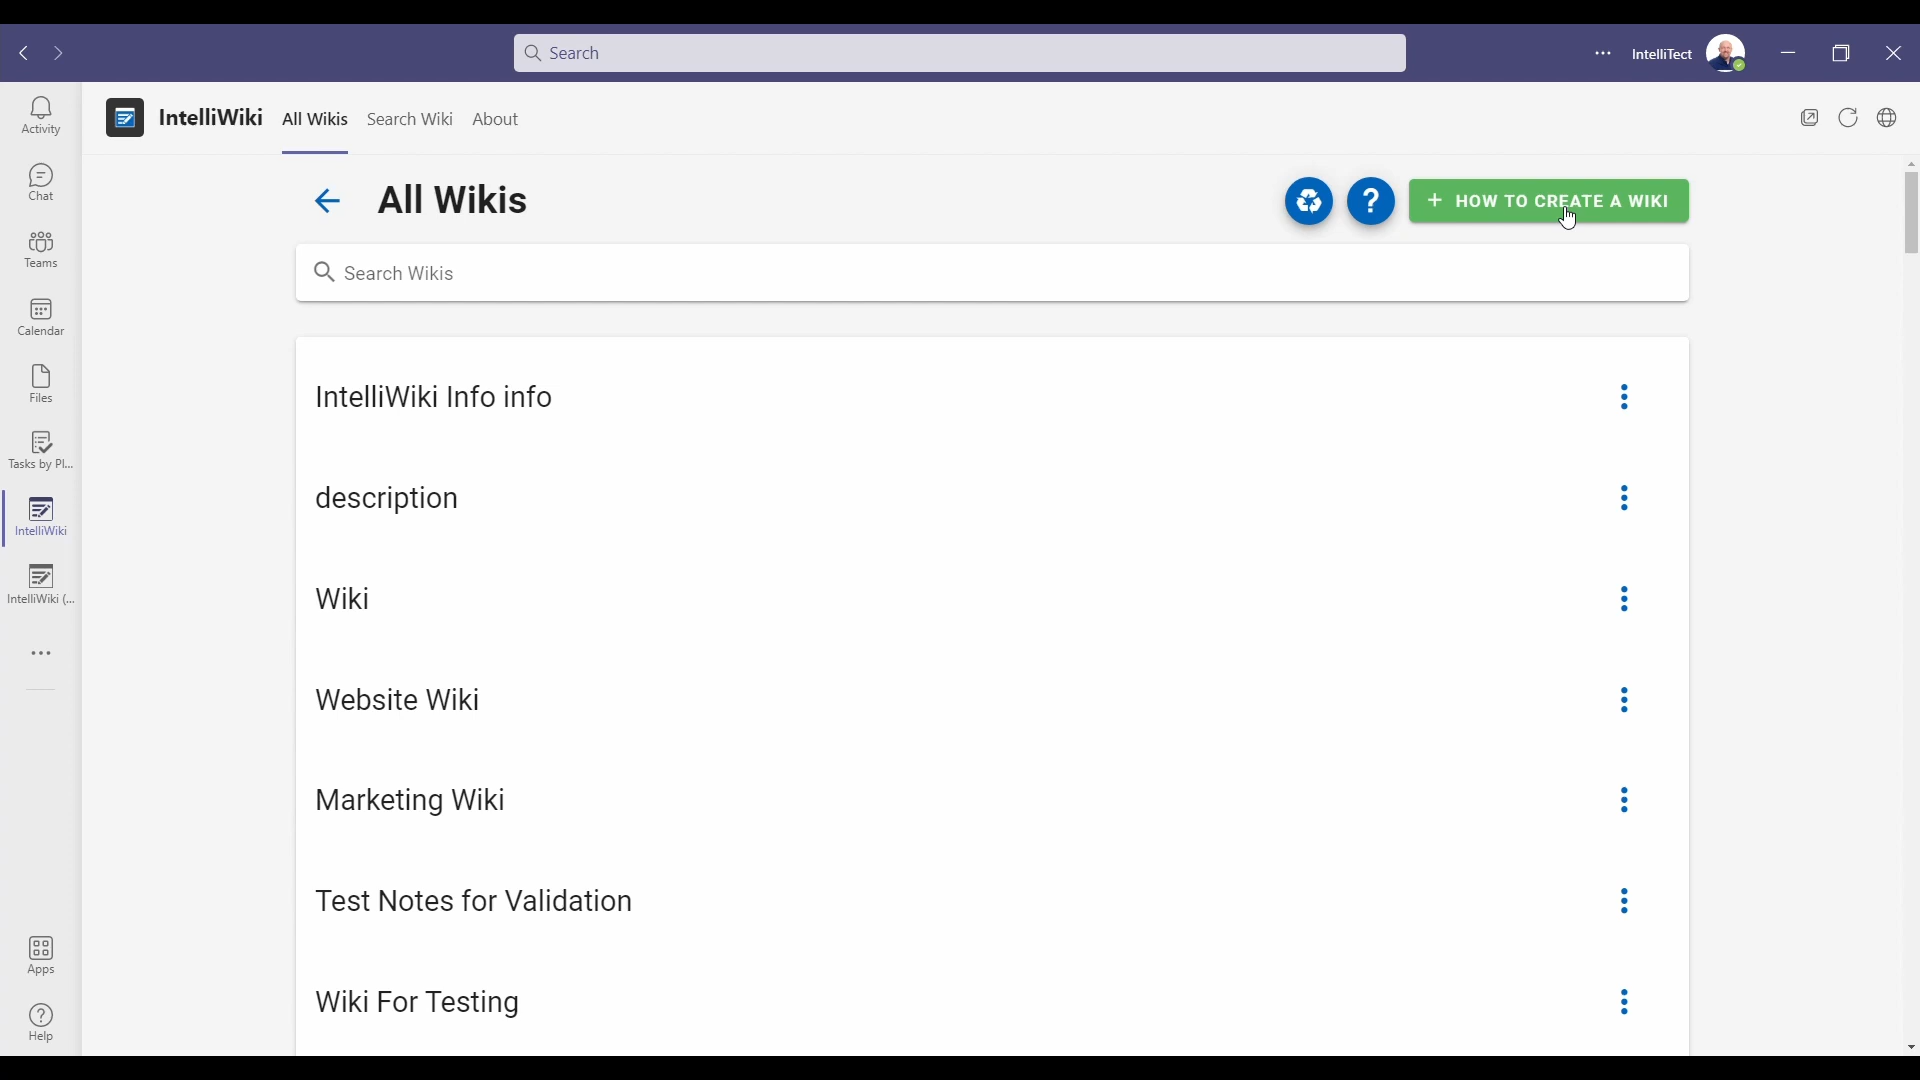 Search
IntelliTect
Activity
Chat
Teams
Calendar
Files
Tasks by Pl...
IntelliWiki
IntelliWiki (...
Apps
Help
IntelliWiki
All Wikis
Search Wiki
About
All Wikis
?
+ HOW TO CREATE A WIKI
Search Wikis
IntelliWiki Info info
description
Wiki
Website Wiki
Marketing Wiki
Test Notes for Validation
Wiki For Testing